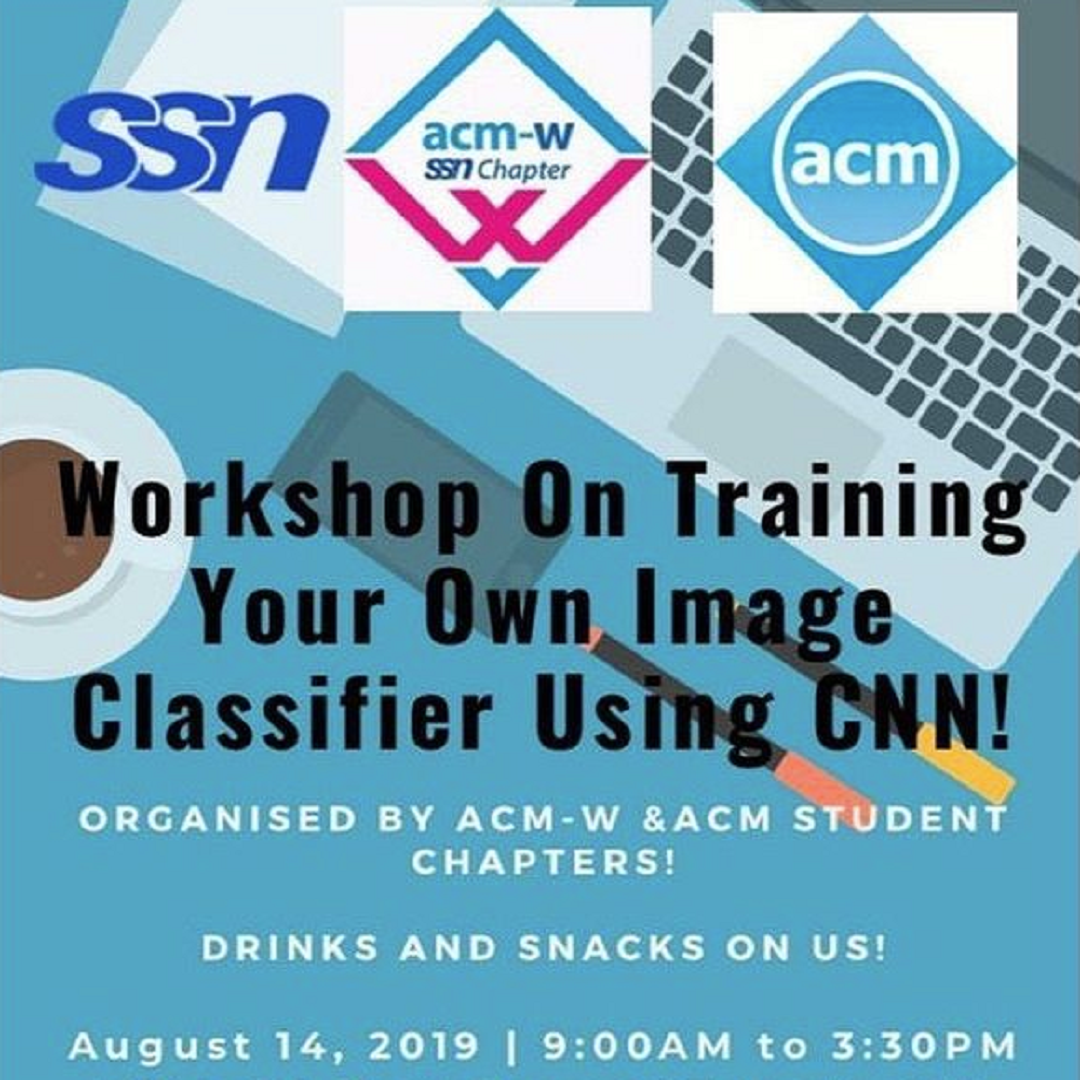 ssn
acm-w
ssn Chapter
acm
Workshop On Training
Your Own Image
Classifier Using CNN!
ORGANISED BY ACM-W &ACM STUDENT
CHAPTERS!
DRINKS AND SNACKS ON US!
August 14, 2019 | 9:00AM to 3:30PM